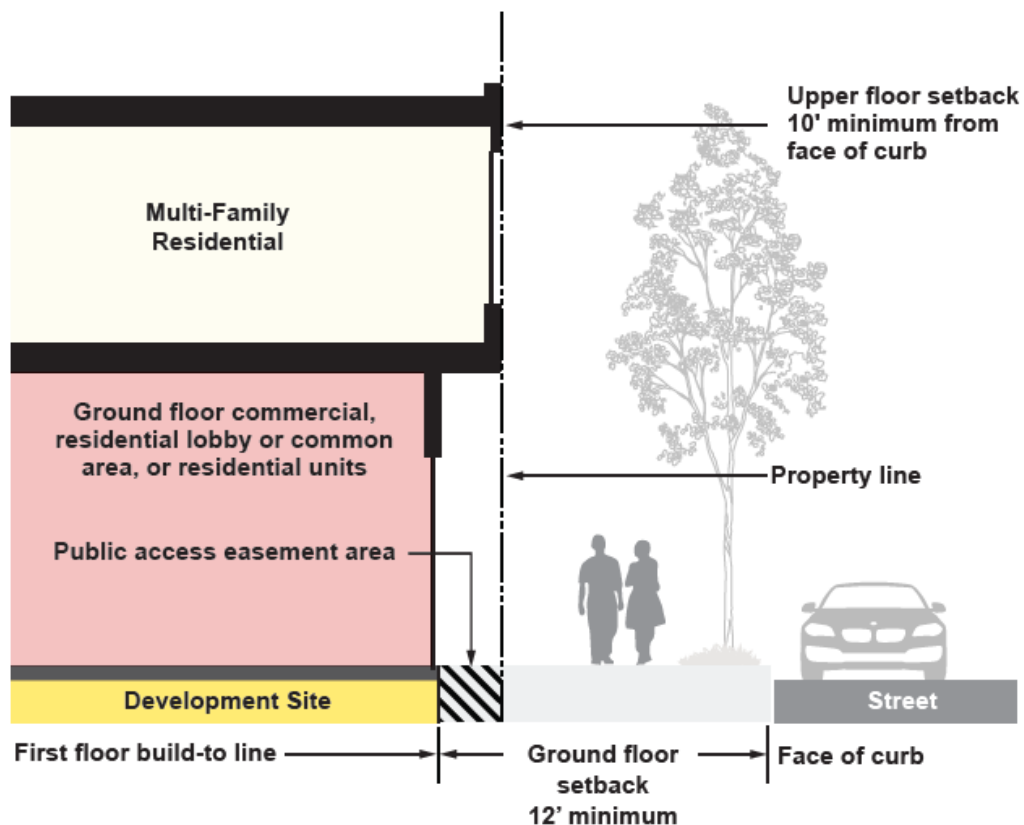 Upper floor setback
10' minimum from
face of curb
Multi-Family
Residential
Ground floor commercial,
residential lobby or common
area, or residential units
Property line
Public access easement area
Development Site
Street
First floor build-to line
Ground floor
setback
12’ minimum
Face of curb